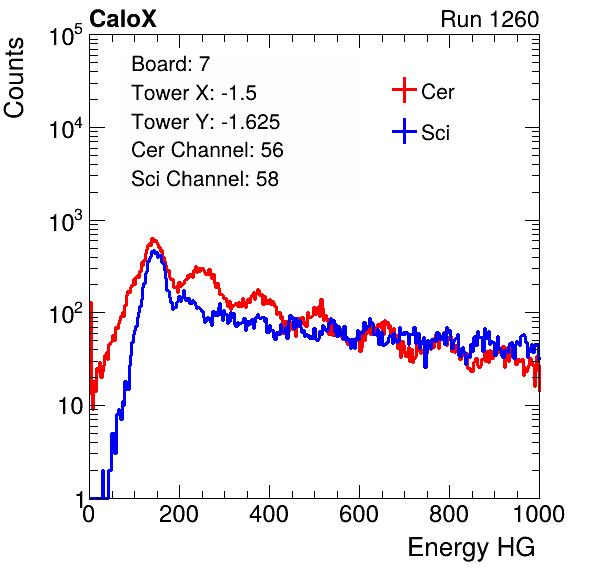 CaloX Run 1260
Counts
10^5
10^4
10^3
10^2
10
1
Board: 7
Tower X: -1.5
Tower Y: -1.625
Cer Channel: 56
Sci Channel: 58
Cer
Sci
0 200 400 600 800 1000
Energy HG